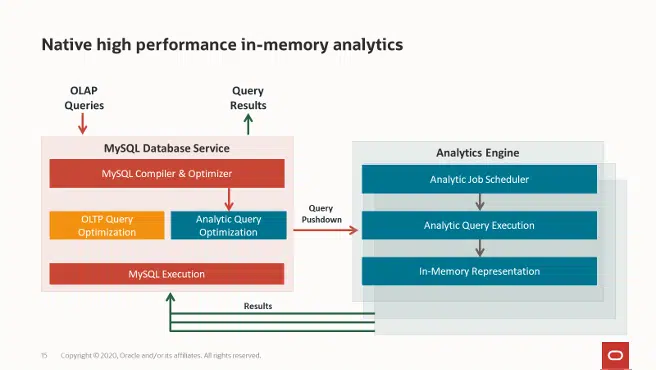 Native high performance in-memory analytics
OLAP
Queries
Query
Results
MySQL Database Service
MySQL Compiler & Optimizer
OLTP Query
Optimization
Analytic Query
Optimization
MySQL Execution
Query
Pushdown
Analytics Engine
Analytic Job Scheduler
Analytic Query Execution
In-Memory Representation
Results
15
Copyright © 2020, Oracle and/or its affiliates. All rights reserved.